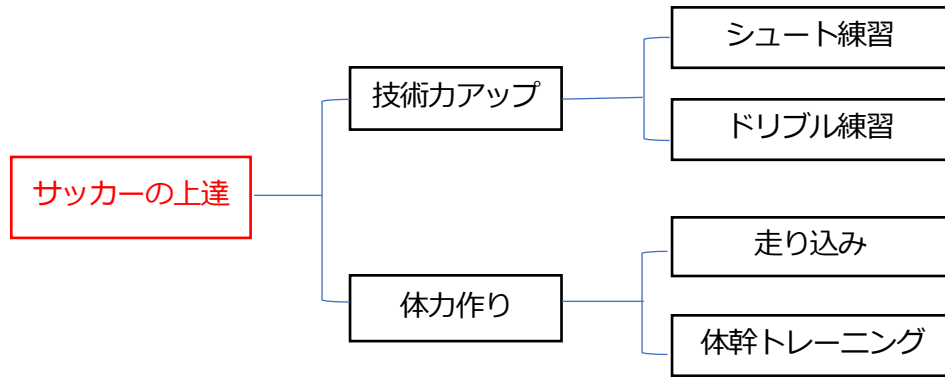 サッカーの上達
技術力アップ
シュート練習
ドリブル練習
体力作り
走り込み
体幹トレーニング